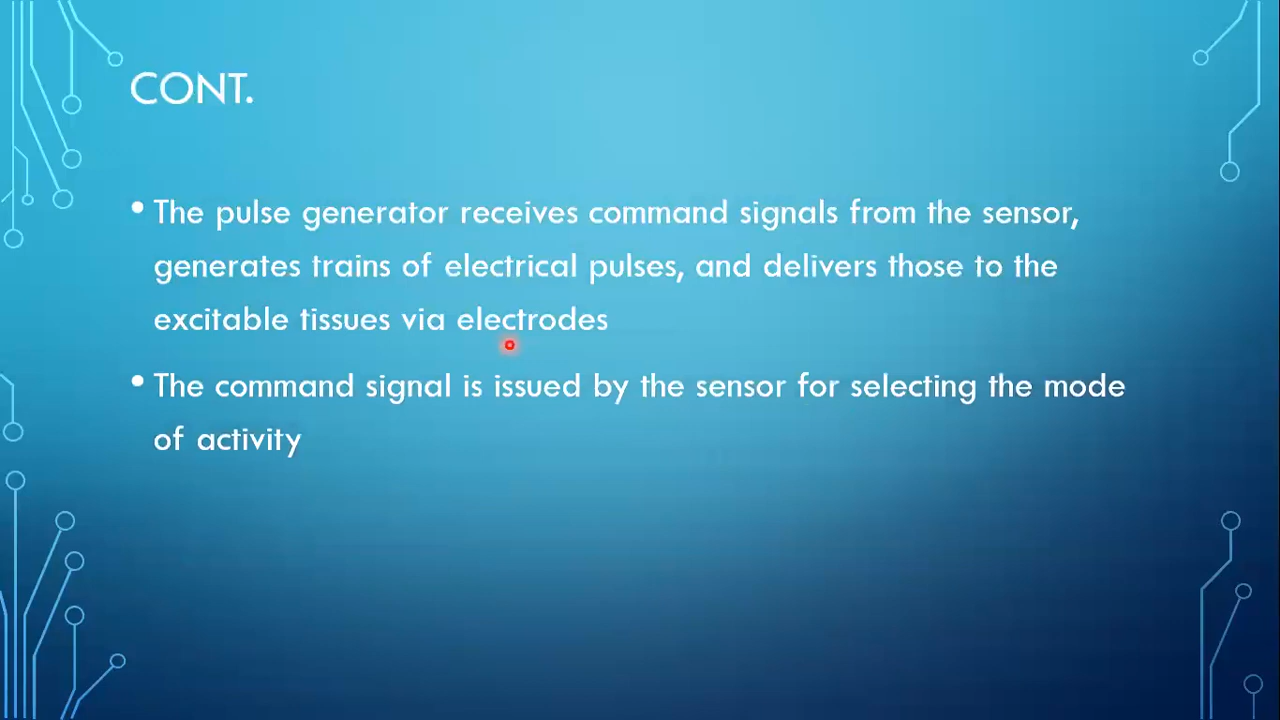 CONT.
• The pulse generator receives command signals from the sensor,
generates trains of electrical pulses, and delivers those to the
excitable tissues via electrodes
• The command signal is issued by the sensor for selecting the mode
of activity